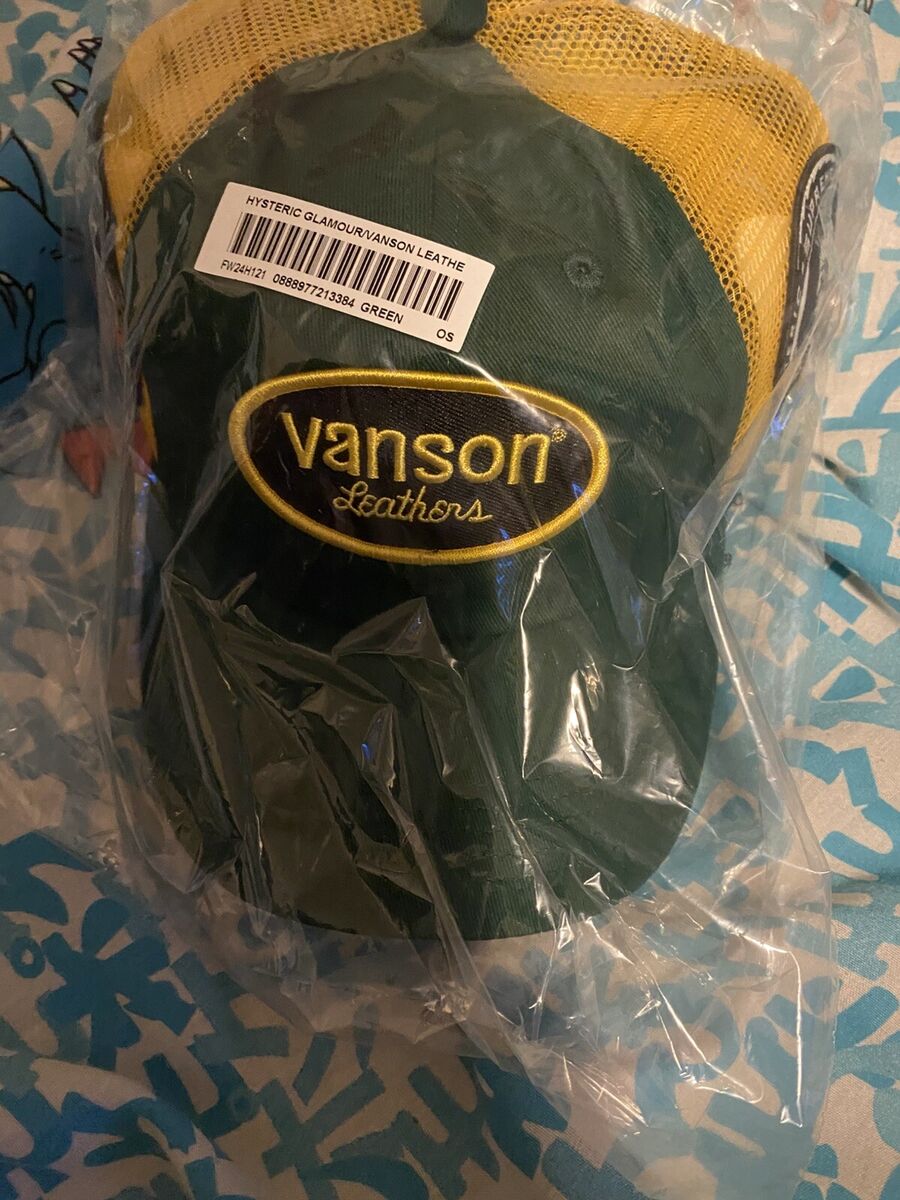 HYSTERIC GLAMOUR/VANSON LEATHE
FW24H121 0888977213384 GREEN
OS
vanson®
Leathers